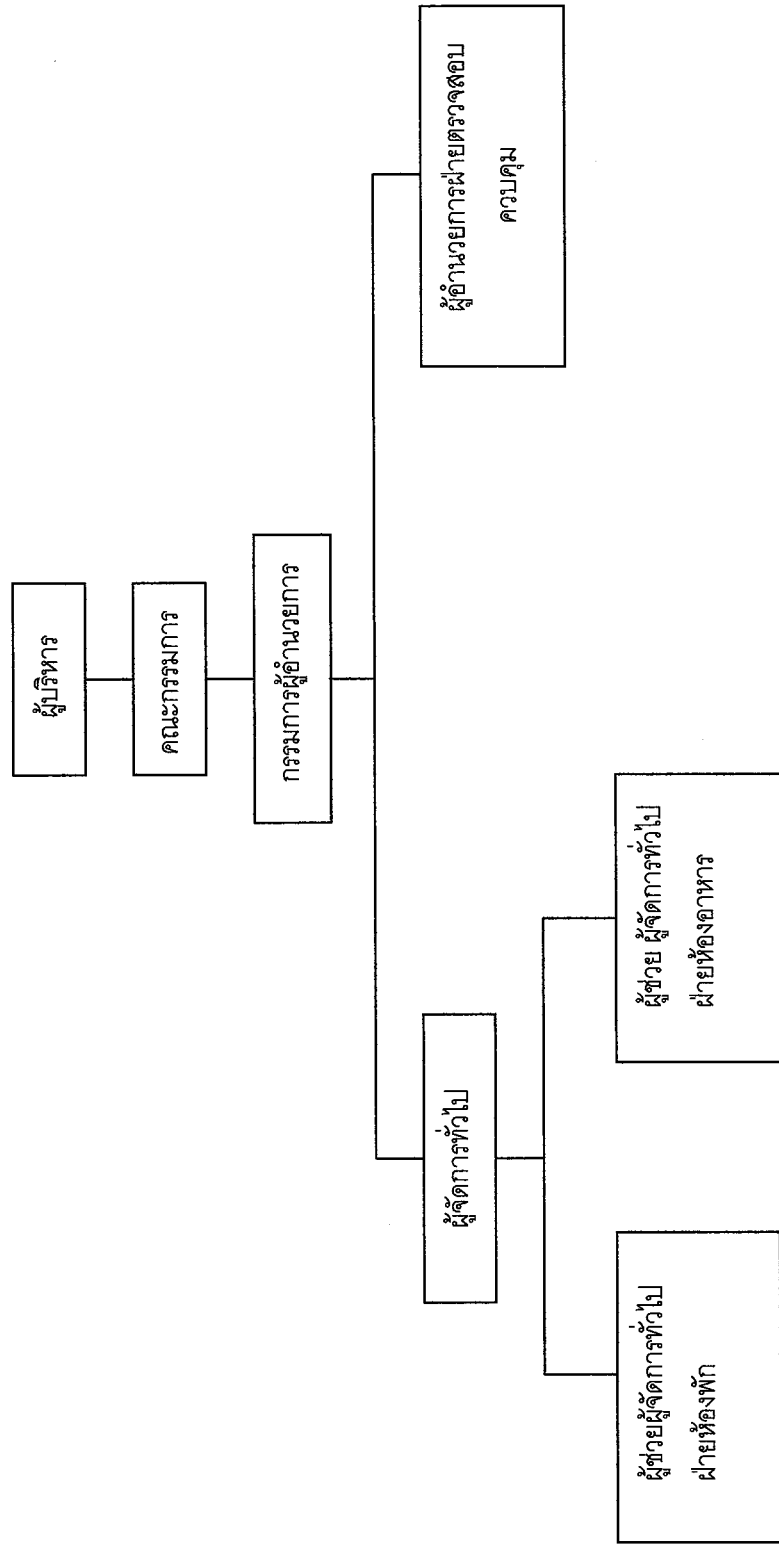 ผู้บริหาร
คณะกรรมการ
กรรมการผู้อำนวยการ
ผู้จัดการทั่วไป
ผู้อำนวยการฝ่ายตรวจสอบ
ควบคุม
ผู้ช่วยผู้จัดการทั่วไป
ฝ่ายห้องพัก
ผู้ช่วย ผู้จัดการทั่วไป
ฝ่ายห้องอาหาร